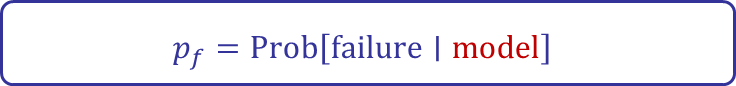 p_f = Prob[failure | model]